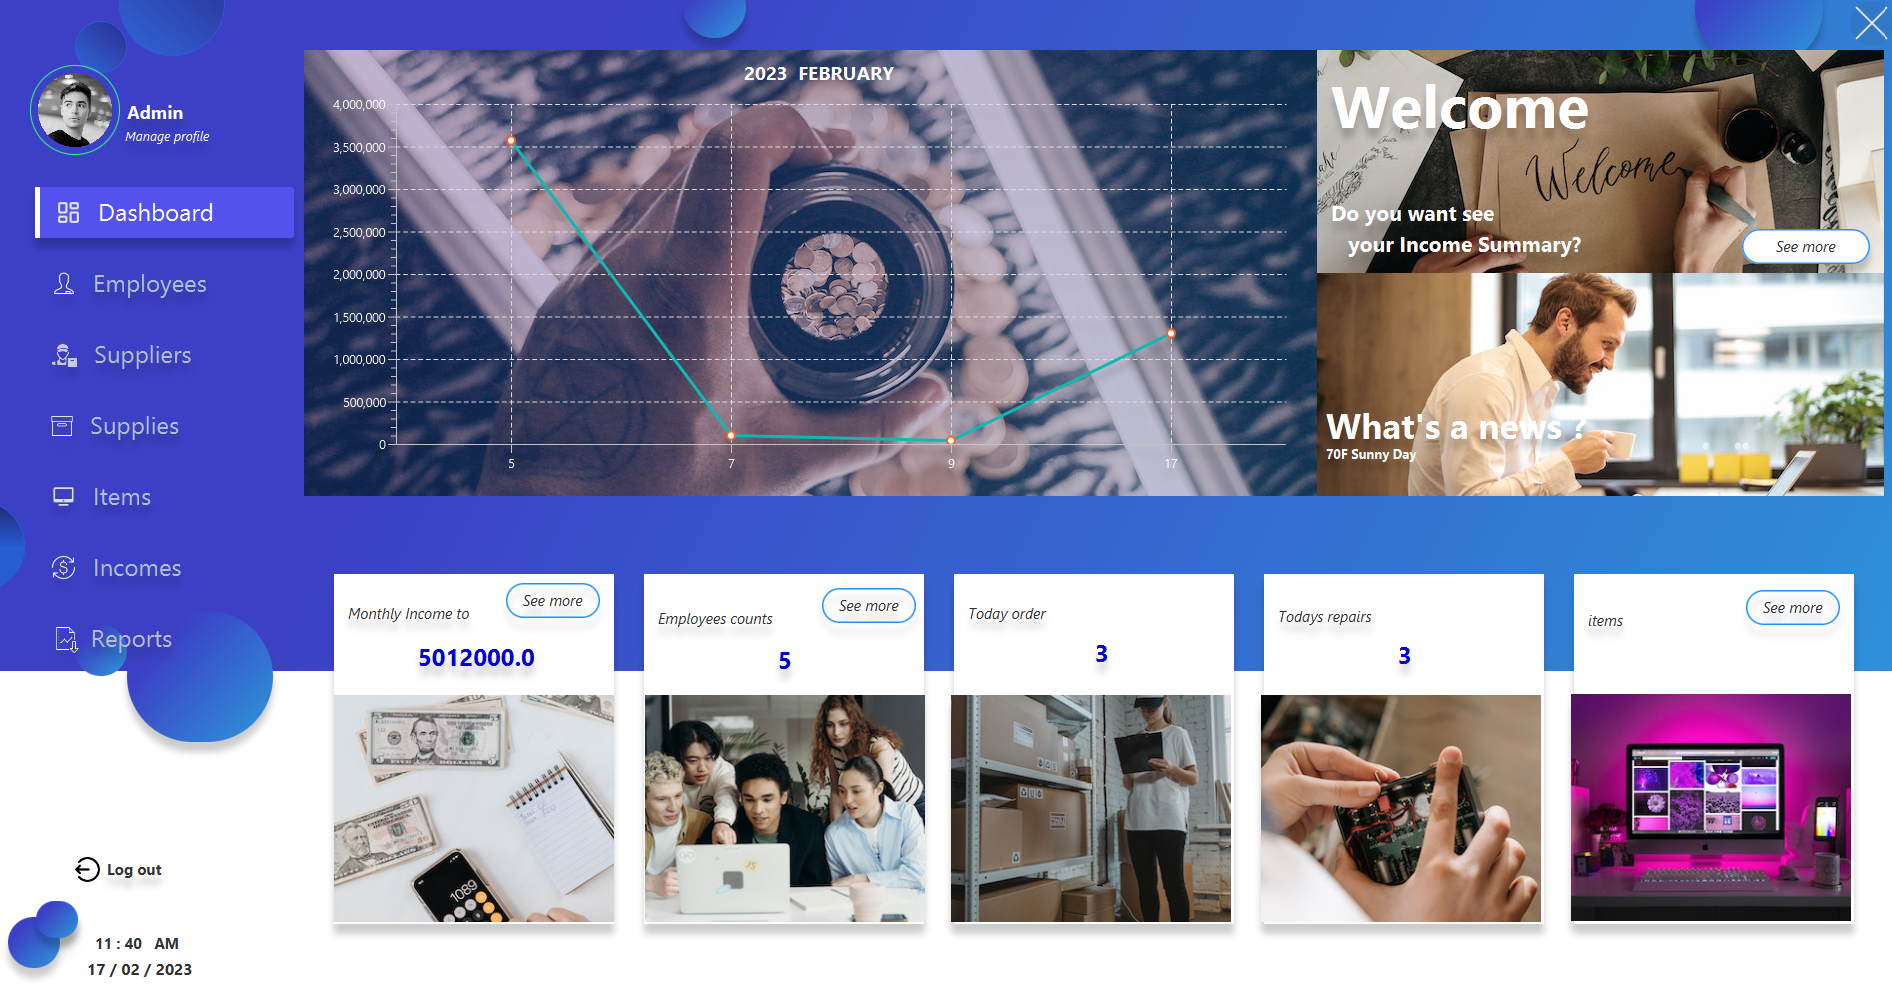 Admin
Manage profile
Dashboard
Employees
Suppliers
Supplies
Items
Incomes
Reports
Log out
11 : 40 AM
17 / 02 / 2023
2023 FEBRUARY
4,000,000
3,500,000
3,000,000
2,500,000
2,000,000
1,500,000
1,000,000
500,000
0
5 7 9 17
Welcome
Welcome
Do you want see
your Income Summary?
See more
What's a news ?
70F Sunny Day
Monthly Income to
See more
5012000.0
Employees counts
See more
5
Today order
3
Todays repairs
3
items
See more
1089